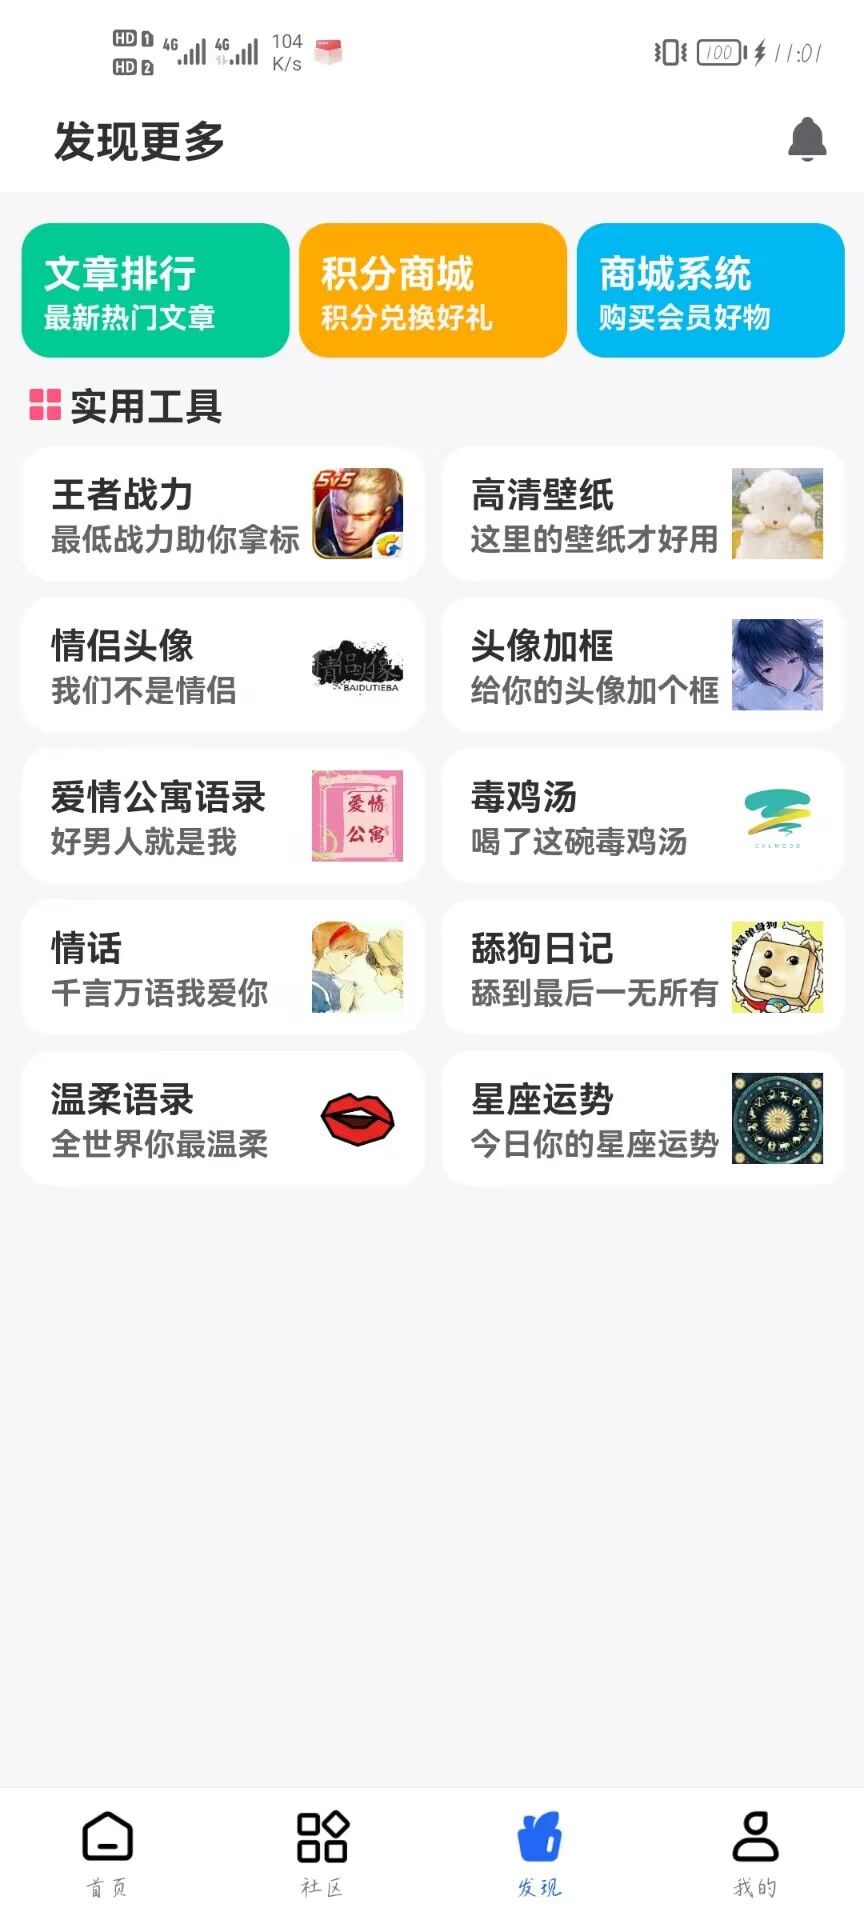 HD 1 4G 4G 104
HD 2 K/s
100 11:01
发现更多
文章排行
最新热门文章
积分商城
积分兑换好礼
商城系统
购买会员好物
实用工具
王者战力
最低战力助你拿标
5v5
高清壁纸
这里的壁纸才好用
情侣头像
我们不是情侣
BAIDUTIEBA
头像加框
给你的头像加个框
爱情公寓语录
好男人就是我
爱情
公寓
毒鸡汤
喝了这碗毒鸡汤
情话
千言万语我爱你
舔狗日记
舔到最后一无所有
我是单身狗
温柔语录
全世界你最温柔
星座运势
今日你的星座运势
首页
社区
发现
我的